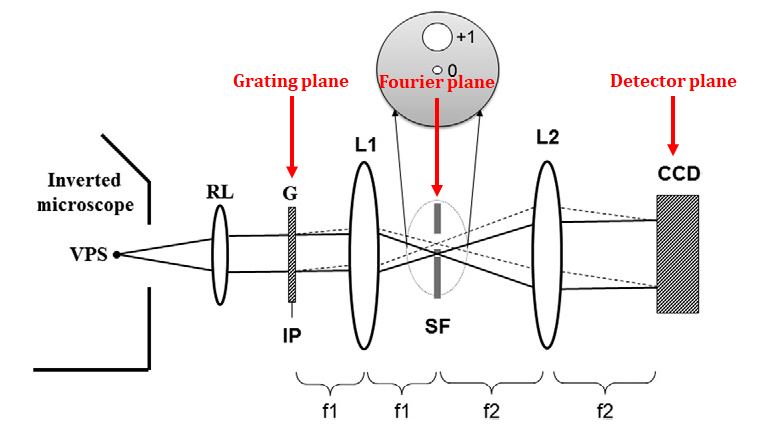 +1
0
Grating plane
Fourier plane
Detector plane
L1
L2
CCD
Inverted
microscope
RL
G
VPS
IP
SF
f1
f1
f2
f2